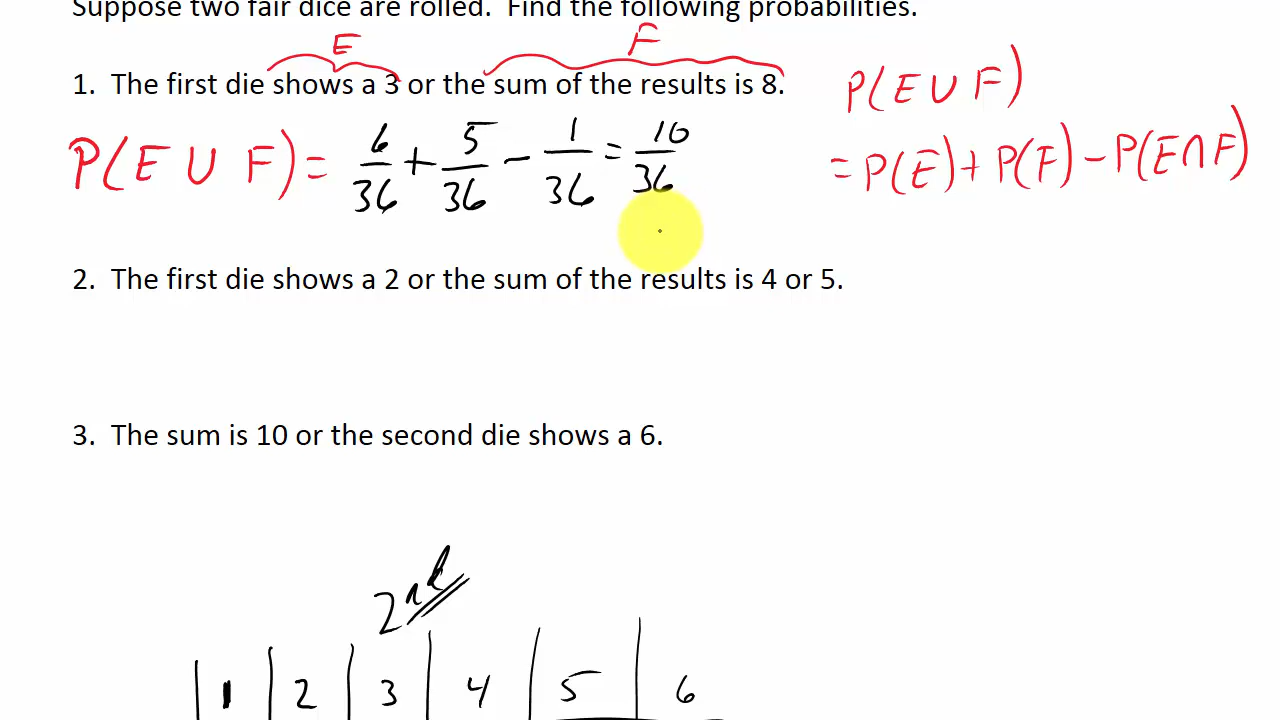 Suppose two fair dice are rolled. Find the following probabilities.
E F
1. The first die shows a 3 or the sum of the results is 8.
P(E ∪ F)
P(E ∪ F) = 6/36 + 5/36 − 1/36 = 10/36
= P(E) + P(F) − P(E ∩ F)
2. The first die shows a 2 or the sum of the results is 4 or 5.
3. The sum is 10 or the second die shows a 6.
2nd
1 2 3 4 5 6